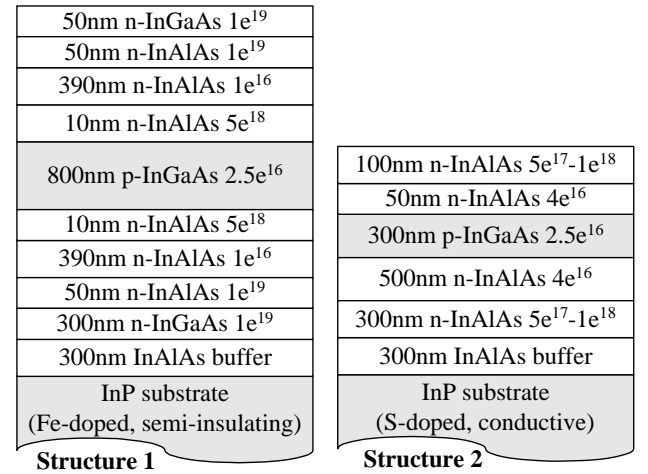 50nm n-InGaAs 1e¹⁹
50nm n-InAlAs 1e¹⁹
390nm n-InAlAs 1e¹⁶
10nm n-InAlAs 5e¹⁸
800nm p-InGaAs 2.5e¹⁶
10nm n-InAlAs 5e¹⁸
390nm n-InAlAs 1e¹⁶
50nm n-InAlAs 1e¹⁹
300nm n-InGaAs 1e¹⁹
300nm InAlAs buffer
InP substrate
(Fe-doped, semi-insulating)
Structure 1
100nm n-InAlAs 5e¹⁷-1e¹⁸
50nm n-InAlAs 4e¹⁶
300nm p-InGaAs 2.5e¹⁶
500nm n-InAlAs 4e¹⁶
300nm n-InAlAs 5e¹⁷-1e¹⁸
300nm InAlAs buffer
InP substrate
(S-doped, conductive)
Structure 2